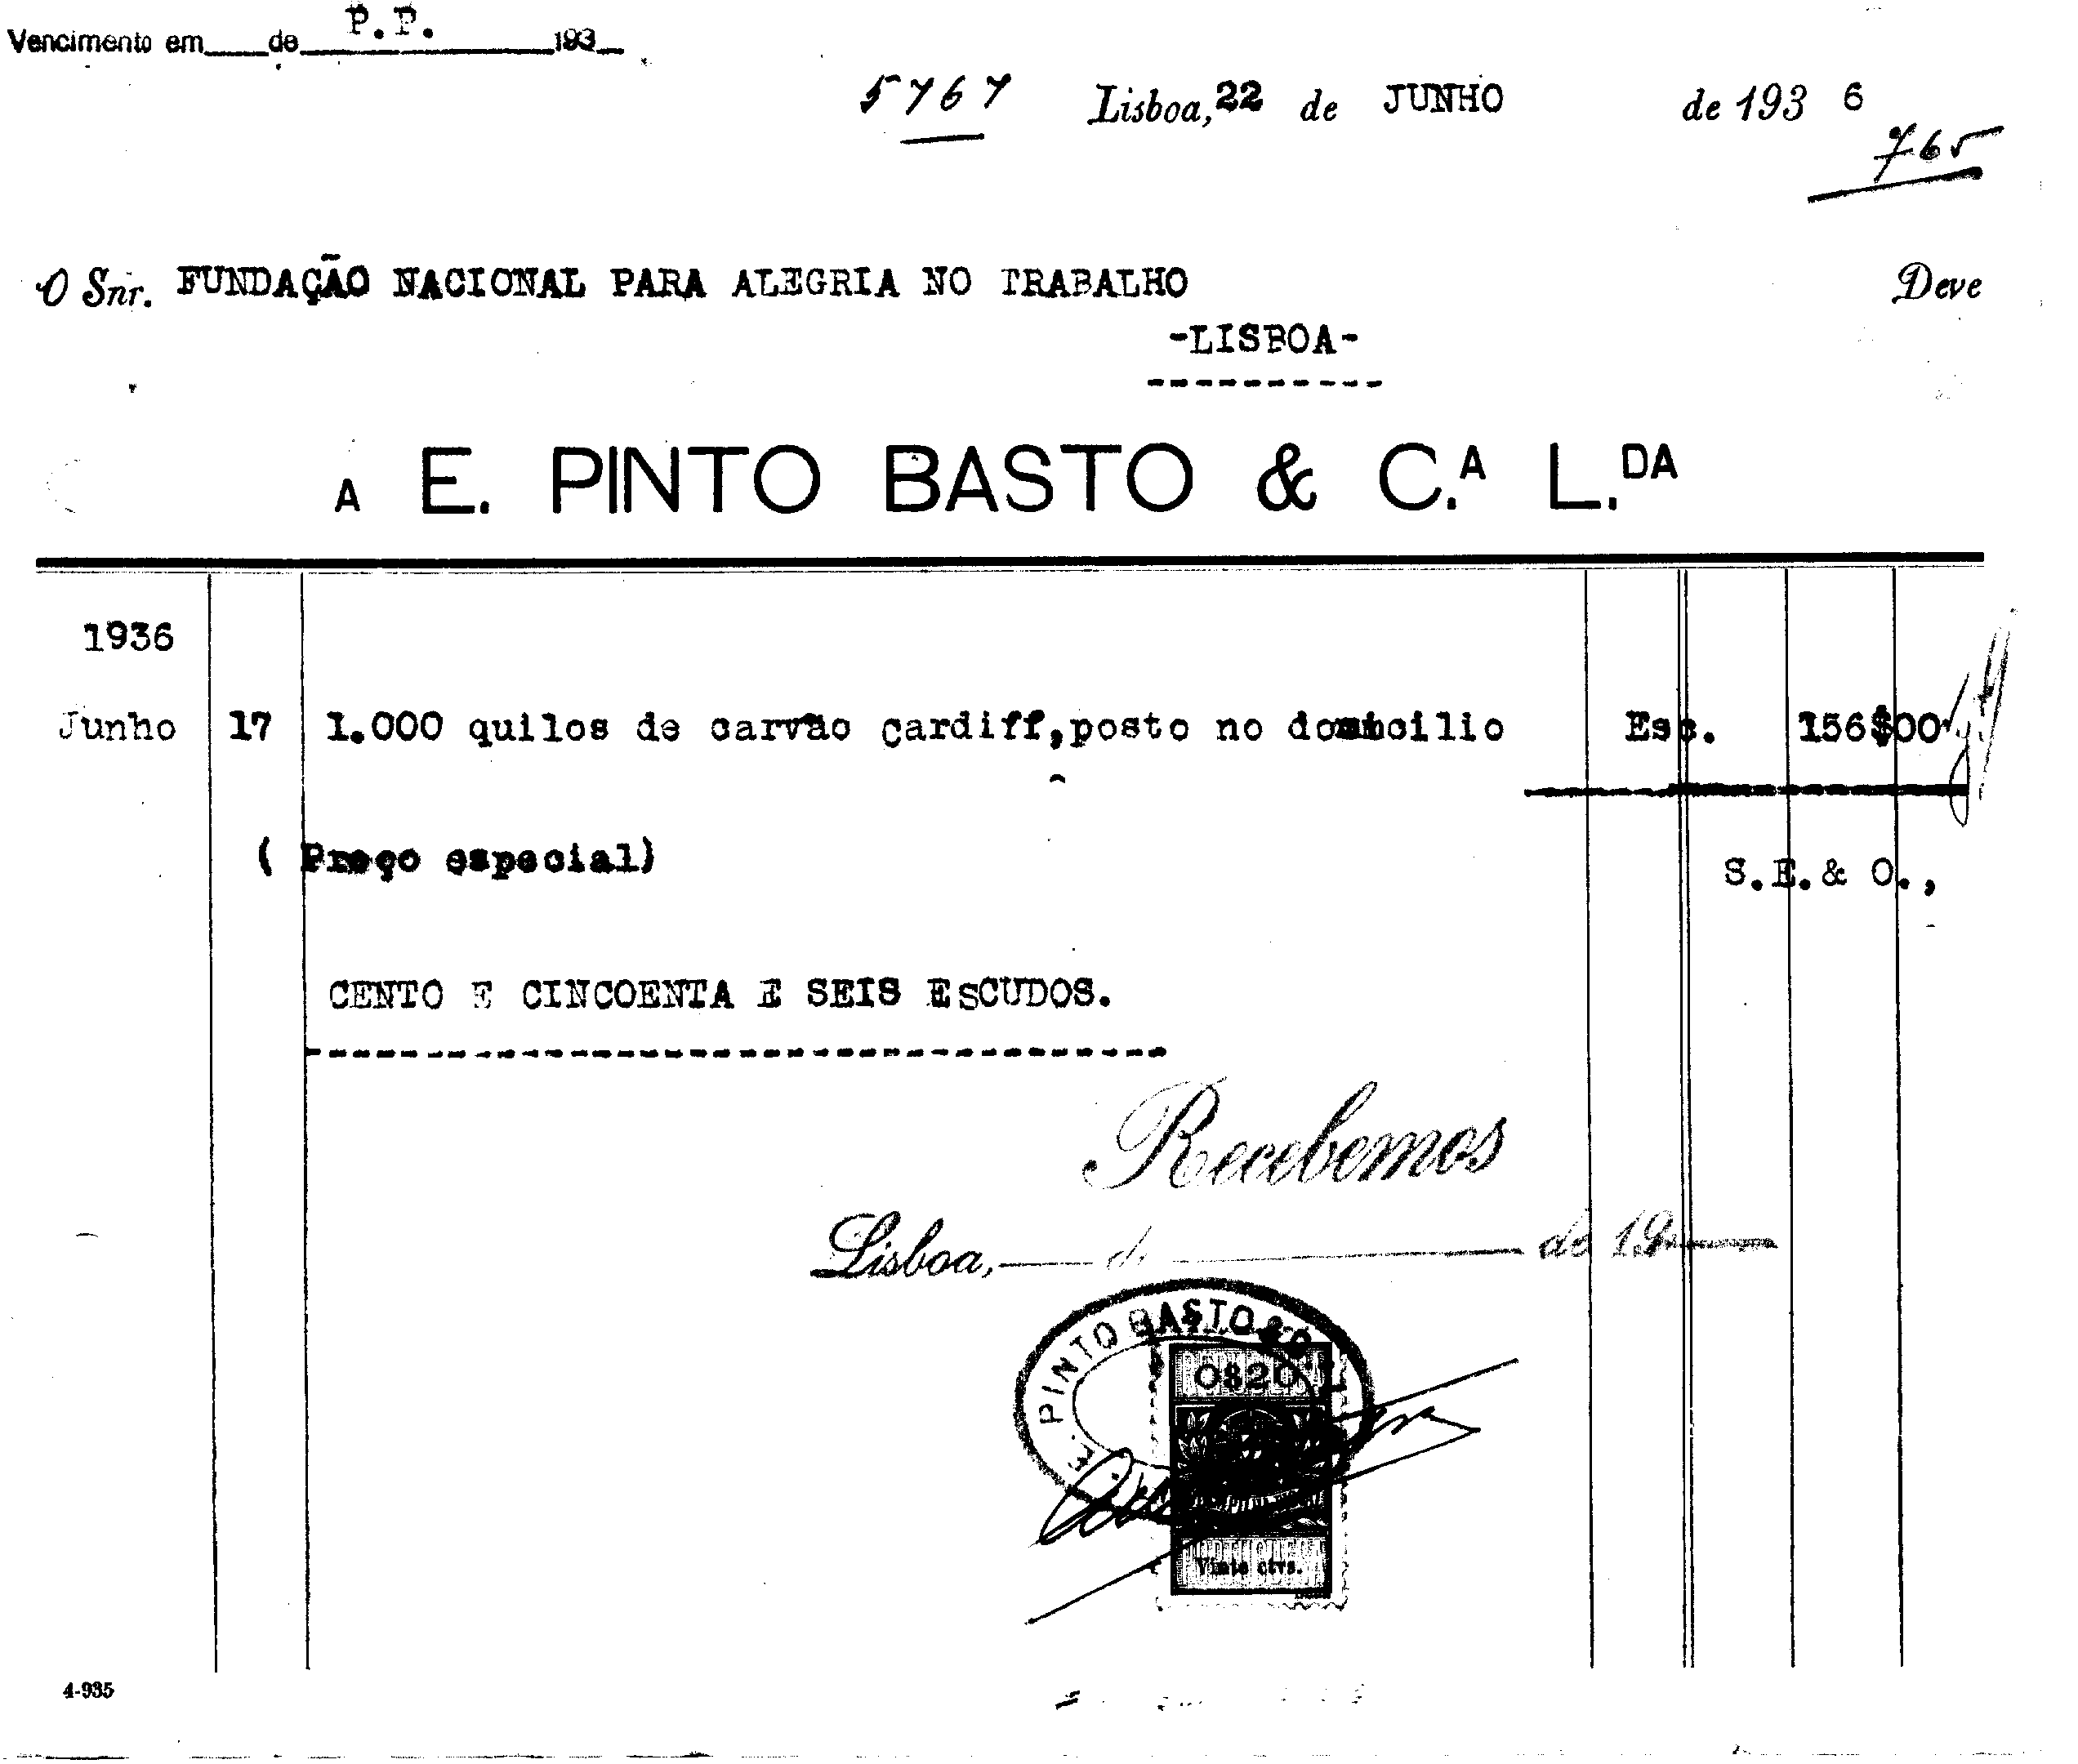 Vencimento em____de P.P. 193_
5767 Lisboa, 22 de JUNHO de 193 6
765
O Snr. FUNDAÇÃO NACIONAL PARA ALEGRIA NO TRABALHO Deve
-LISBOA-
A E. PINTO BASTO & C.A L.DA
1936
Junho 17 1.000 quilos de carvão cardiff,posto no domicilio Esc. 156$00
( Preço especial) S.E.& O.,
CENTO E CINCOENTA E SEIS ESCUDOS.
Recebemos
Lisboa, de de 19
E. PINTO BASTO & C
0$20
Vinte ctvs.
4-935